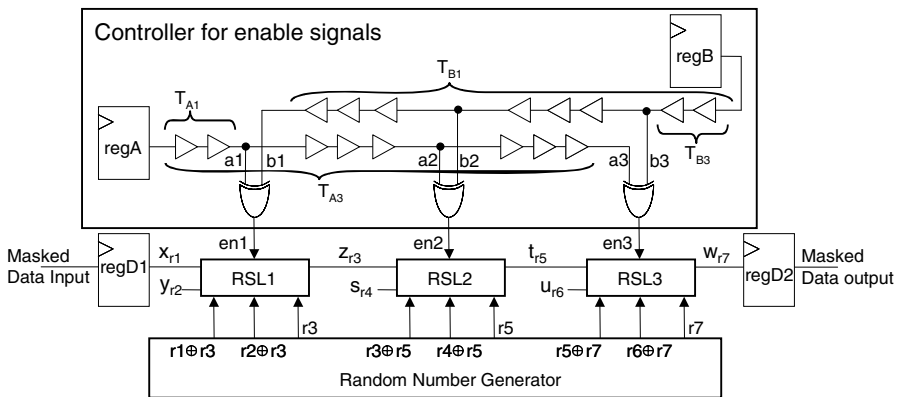 Controller for enable signals
regB
T_B1
T_A1
regA
a1 b1 a2 b2 a3 b3
T_B3
T_A3
en1 en2 en3
Masked
Data Input
regD1
x_r1
y_r2
RSL1
z_r3
s_r4
RSL2
t_r5
u_r6
RSL3
w_r7
regD2
Masked
Data output
r3 r5 r7
r1⊕r3 r2⊕r3 r3⊕r5 r4⊕r5 r5⊕r7 r6⊕r7
Random Number Generator